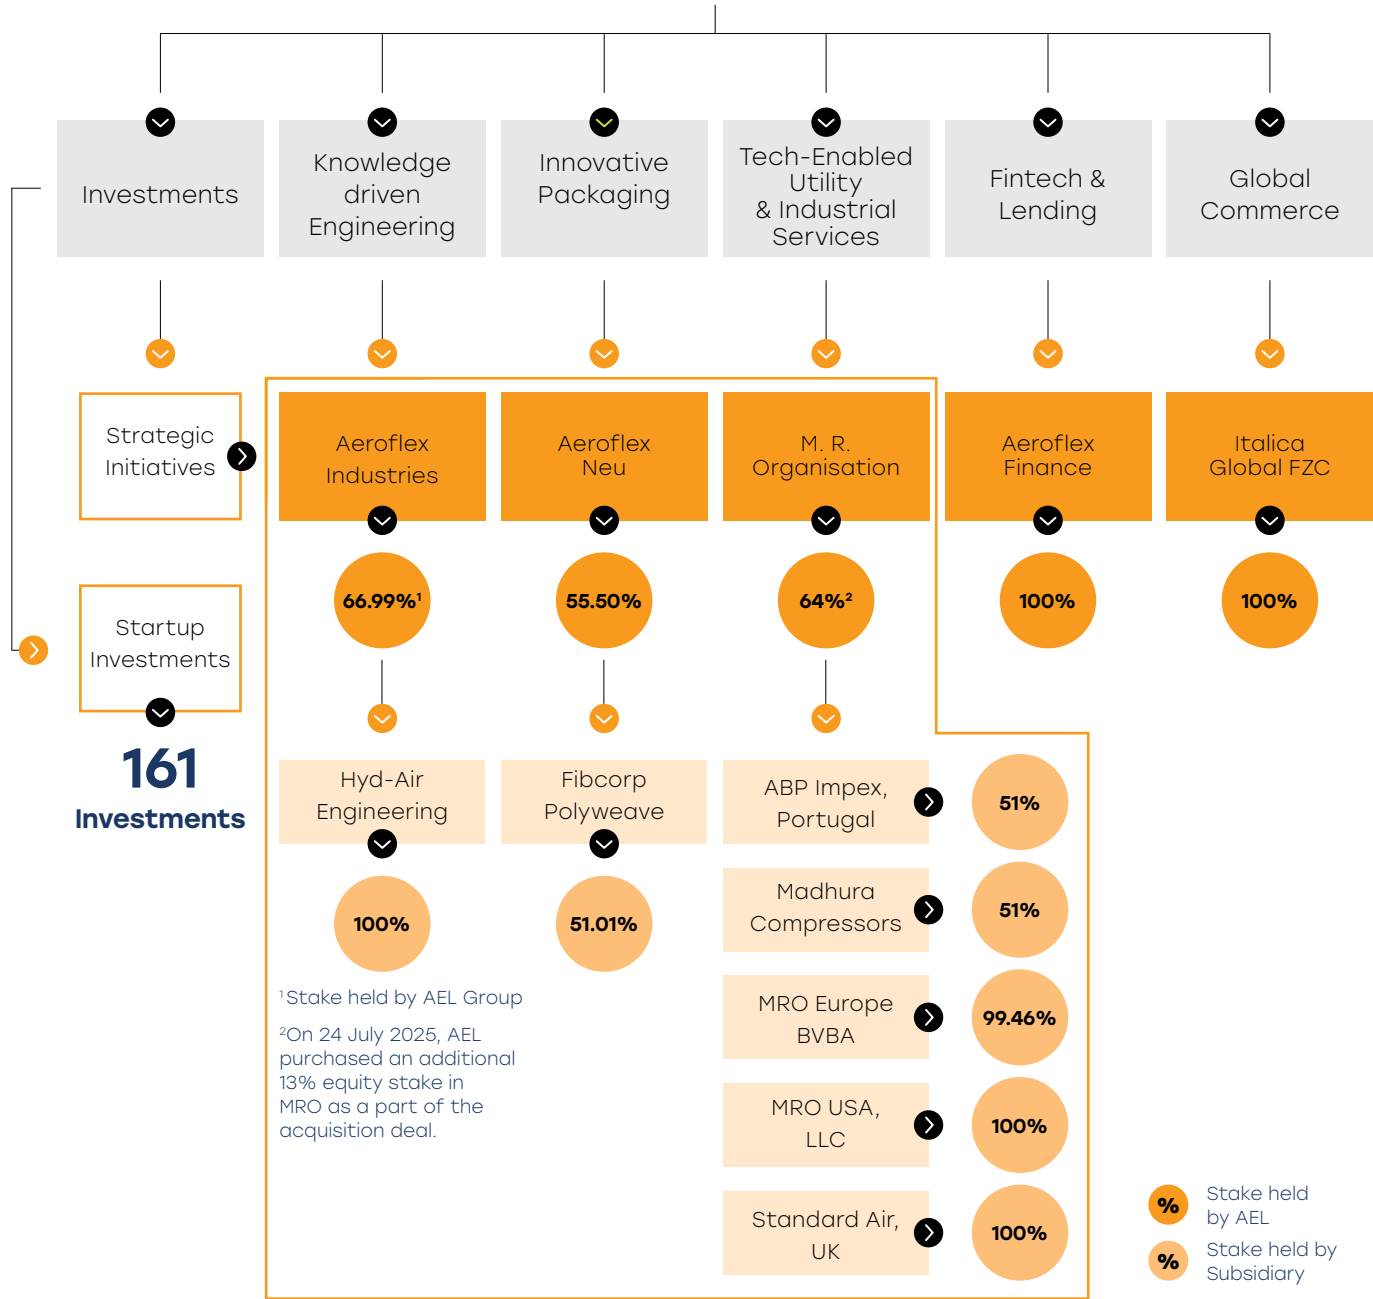 Investments
Knowledge
driven
Engineering
Innovative
Packaging
Tech-Enabled
Utility
& Industrial
Services
Fintech &
Lending
Global
Commerce
Strategic
Initiatives
Aeroflex
Industries
Aeroflex
Neu
M. R.
Organisation
Aeroflex
Finance
Italica
Global FZC
66.99%¹
55.50%
64%²
100%
100%
Startup
Investments
161
Investments
Hyd-Air
Engineering
100%
Fibcorp
Polyweave
51.01%
ABP Impex,
Portugal
51%
Madhura
Compressors
51%
MRO Europe
BVBA
99.46%
MRO USA,
LLC
100%
Standard Air,
UK
100%
¹Stake held by AEL Group
²On 24 July 2025, AEL
purchased an additional
13% equity stake in
MRO as a part of the
acquisition deal.
% Stake held
by AEL
% Stake held by
Subsidiary